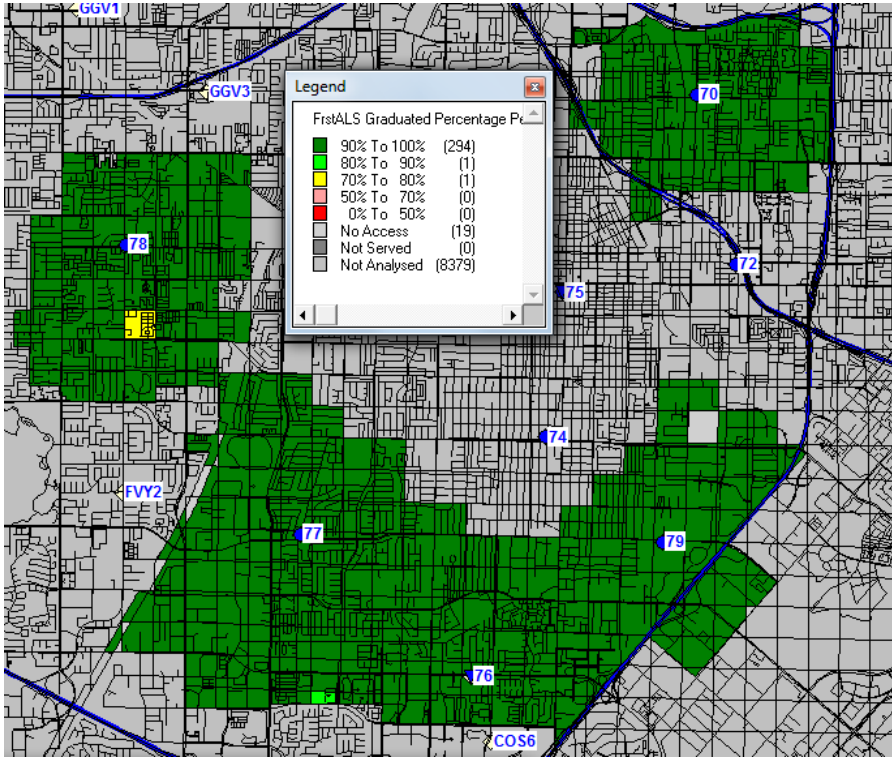 GGV1
GGV3
70
Legend
FrstALS Graduated Percentage
90% To 100% (294)
80% To 90% (1)
70% To 80% (1)
50% To 70% (0)
0% To 50% (0)
No Access (19)
Not Served (0)
Not Analysed (8379)
78
72
75
74
FVY2
77
79
76
COS6